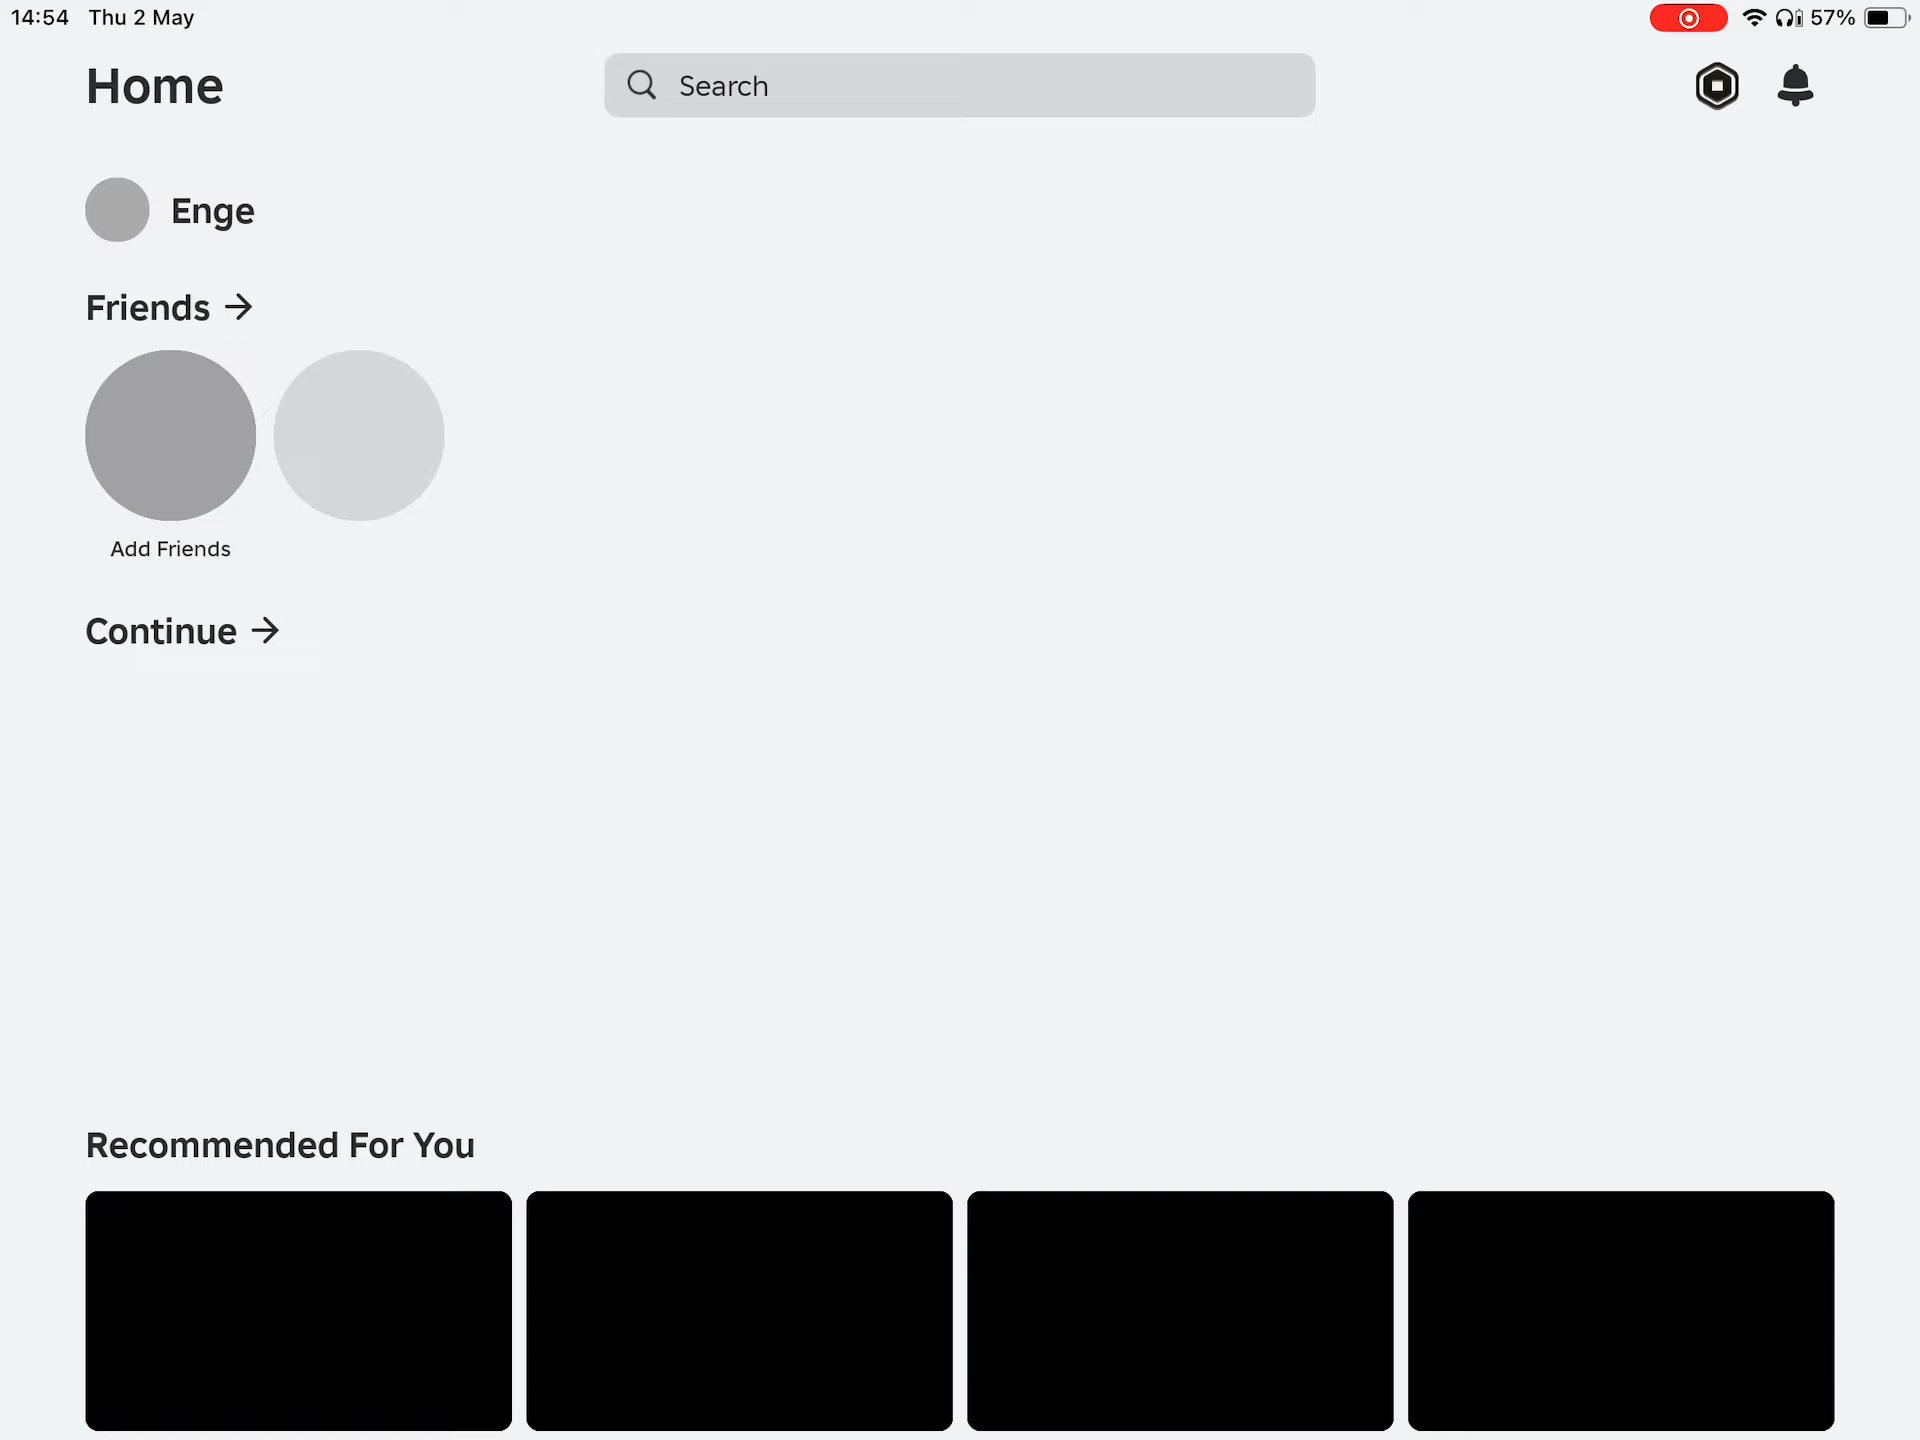 14:54 Thu 2 May
57%
Home
Search
Enge
Friends →
Add Friends
Continue →
Recommended For You